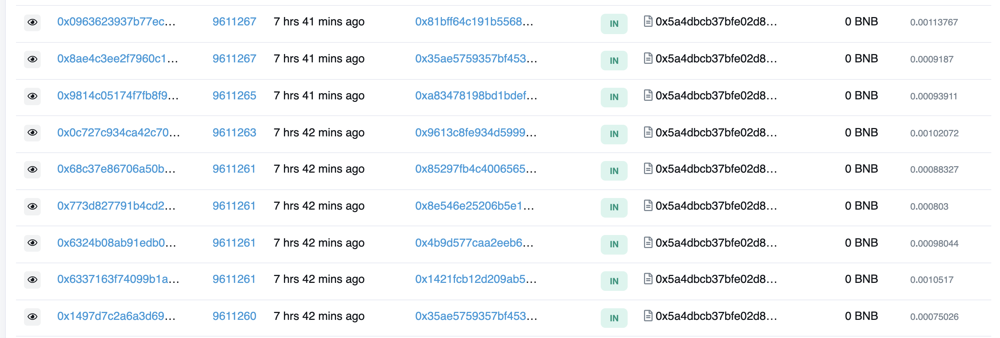 0x0963623937b77ec... 9611267 7 hrs 41 mins ago 0x81bff64c191b5568... IN 0x5a4dbcb37bfe02d8... 0 BNB 0.00113767
0x8ae4c3ee2f7960c1... 9611267 7 hrs 41 mins ago 0x35ae5759357bf453... IN 0x5a4dbcb37bfe02d8... 0 BNB 0.0009187
0x9814c05174f7fb8f9... 9611265 7 hrs 41 mins ago 0xa83478198bd1bdef... IN 0x5a4dbcb37bfe02d8... 0 BNB 0.00093911
0x0c727c934ca42c70... 9611263 7 hrs 42 mins ago 0x9613c8fe934d5999... IN 0x5a4dbcb37bfe02d8... 0 BNB 0.00102072
0x68c37e86706a50b... 9611261 7 hrs 42 mins ago 0x85297fb4c4006565... IN 0x5a4dbcb37bfe02d8... 0 BNB 0.00088327
0x773d827791b4cd2... 9611261 7 hrs 42 mins ago 0x8e546e25206b5e1... IN 0x5a4dbcb37bfe02d8... 0 BNB 0.000803
0x6324b08ab91edb0... 9611261 7 hrs 42 mins ago 0x4b9d577caa2eeb6... IN 0x5a4dbcb37bfe02d8... 0 BNB 0.00098044
0x6337163f74099b1a... 9611261 7 hrs 42 mins ago 0x1421fcb12d209ab5... IN 0x5a4dbcb37bfe02d8... 0 BNB 0.0010517
0x1497d7c2a6a3d69... 9611260 7 hrs 42 mins ago 0x35ae5759357bf453... IN 0x5a4dbcb37bfe02d8... 0 BNB 0.00075026